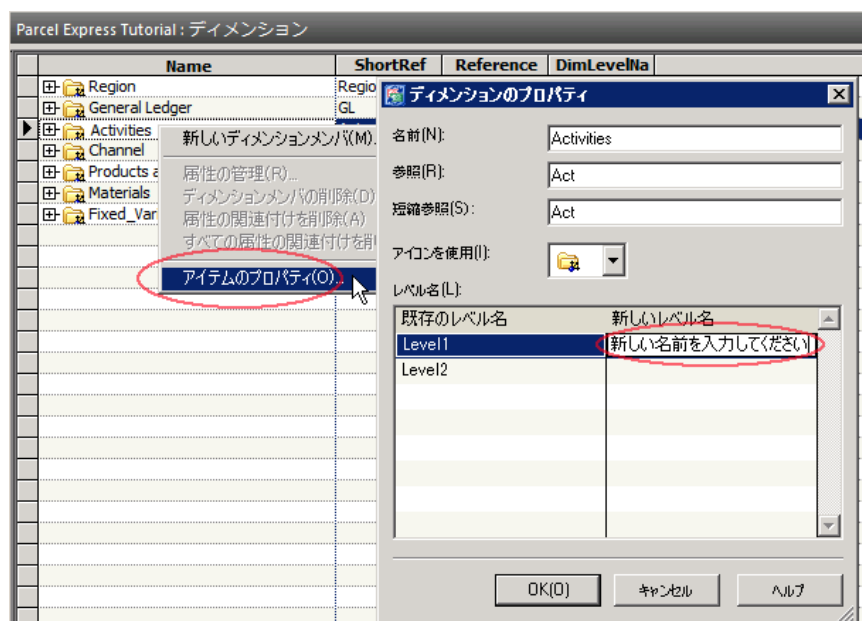 Parcel Express Tutorial : ディメンション
Name ShortRef Reference DimLevelNa
Region Regio
General Ledger GL
Activities
Channel
Products a
Materials
Fixed_Var
新しいディメンションメンバ(M)
属性の管理(R)...
ディメンションメンバの削除(D)
属性の関連付けを削除(A)
すべての属性の関連付けを削
アイテムのプロパティ(O)...
ディメンションのプロパティ
名前(N): Activities
参照(R): Act
短縮参照(S): Act
アイコンを使用(I):
レベル名(L):
既存のレベル名 新しいレベル名
Level1 新しい名前を入力してください
Level2
OK(O) キャンセル ヘルプ